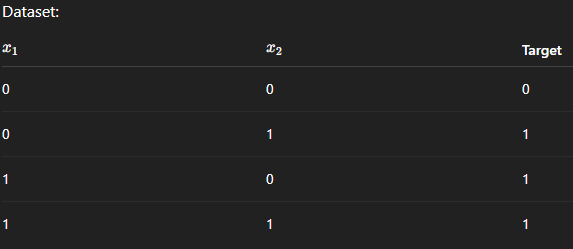 Dataset:
x₁ x₂ Target
0 0 0
0 1 1
1 0 1
1 1 1